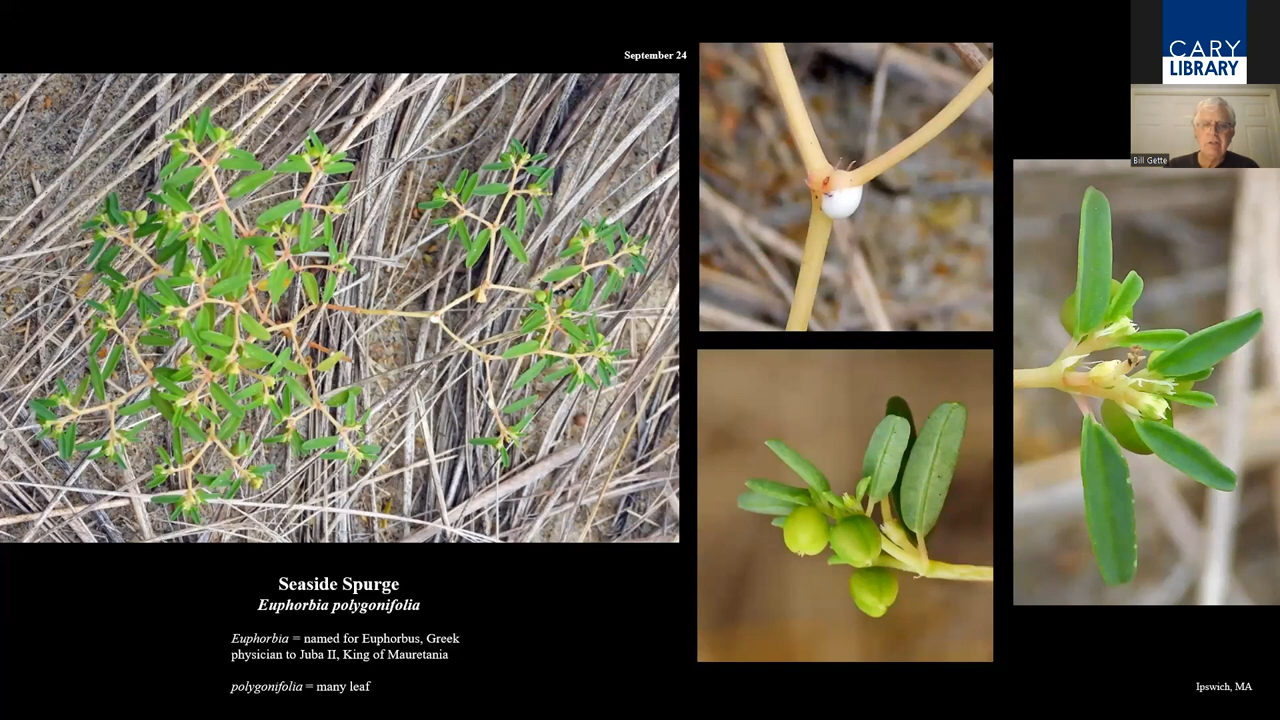 September 24
CARY
LIBRARY
Bill Gette
Seaside Spurge
Euphorbia polygonifolia
Euphorbia = named for Euphorbus, Greek
physician to Juba II, King of Mauretania
polygonifolia = many leaf
Ipswich, MA